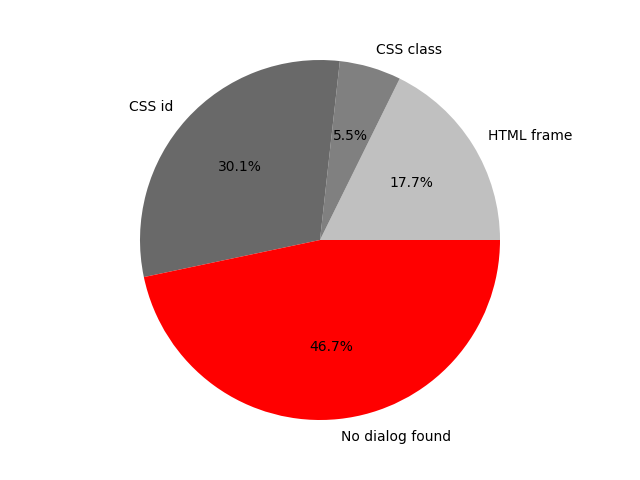 CSS class
CSS id
HTML frame
5.5%
30.1%
17.7%
46.7%
No dialog found